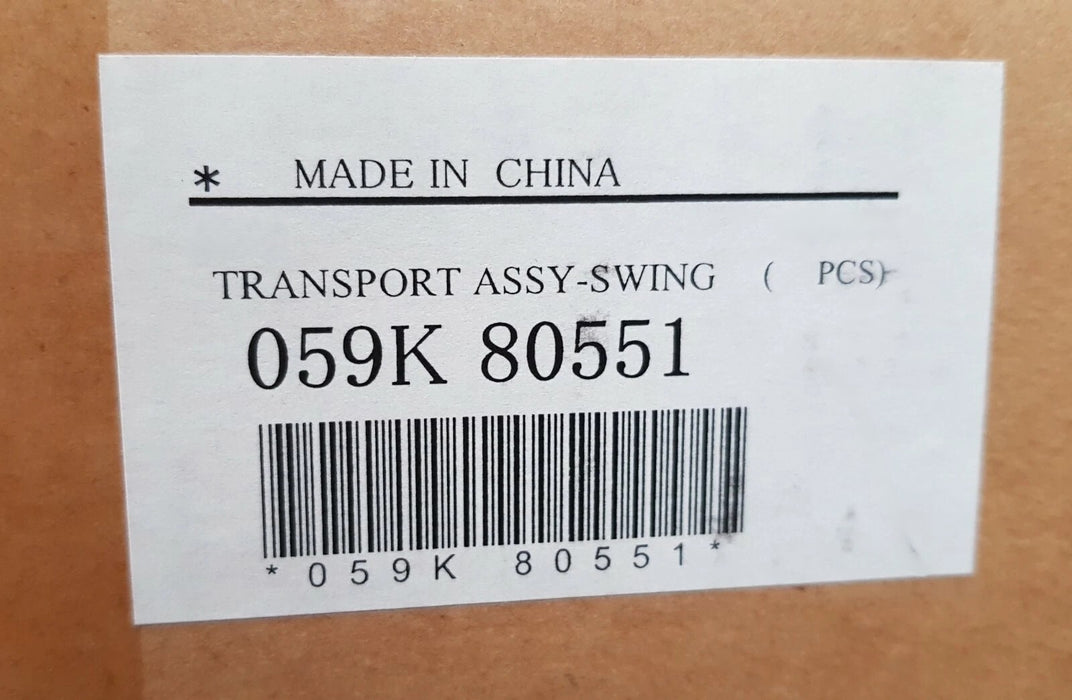 * MADE IN CHINA
TRANSPORT ASSY-SWING ( PCS)
059K 80551
*059K 80551*